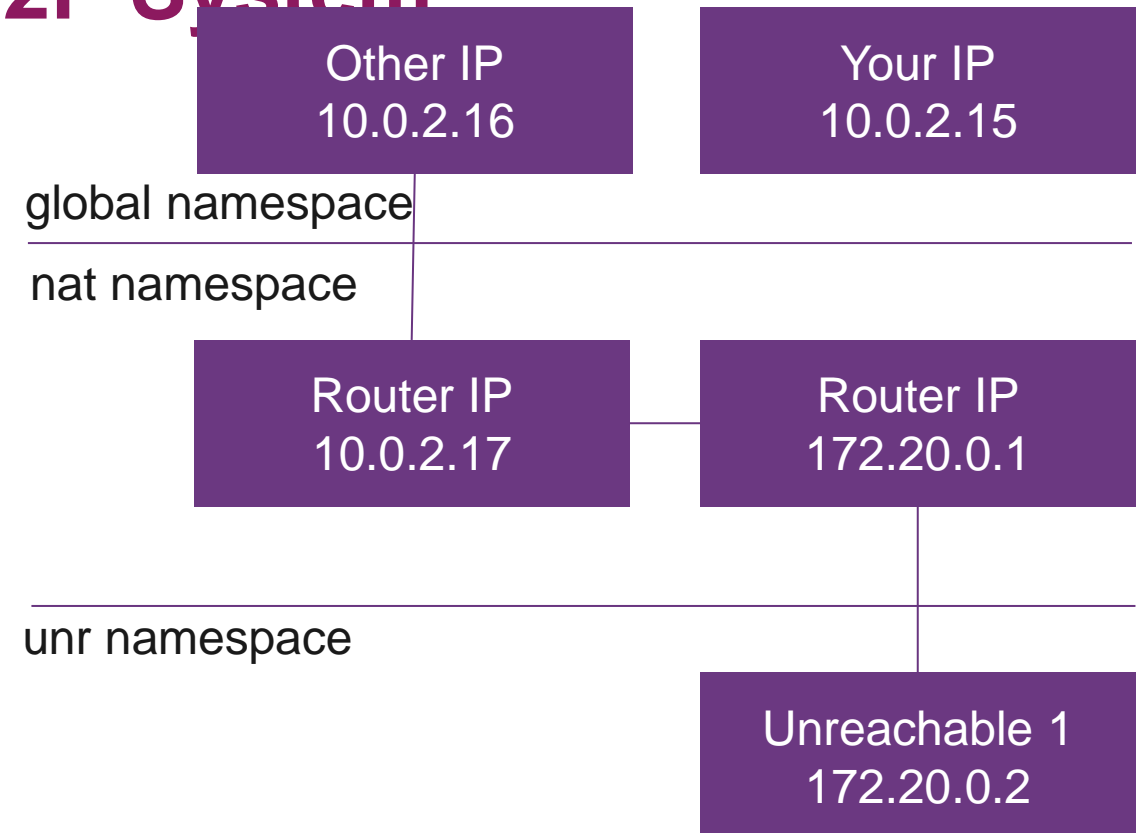 Other IP
10.0.2.16
Your IP
10.0.2.15
global namespace
nat namespace
Router IP
10.0.2.17
Router IP
172.20.0.1
unr namespace
Unreachable 1
172.20.0.2